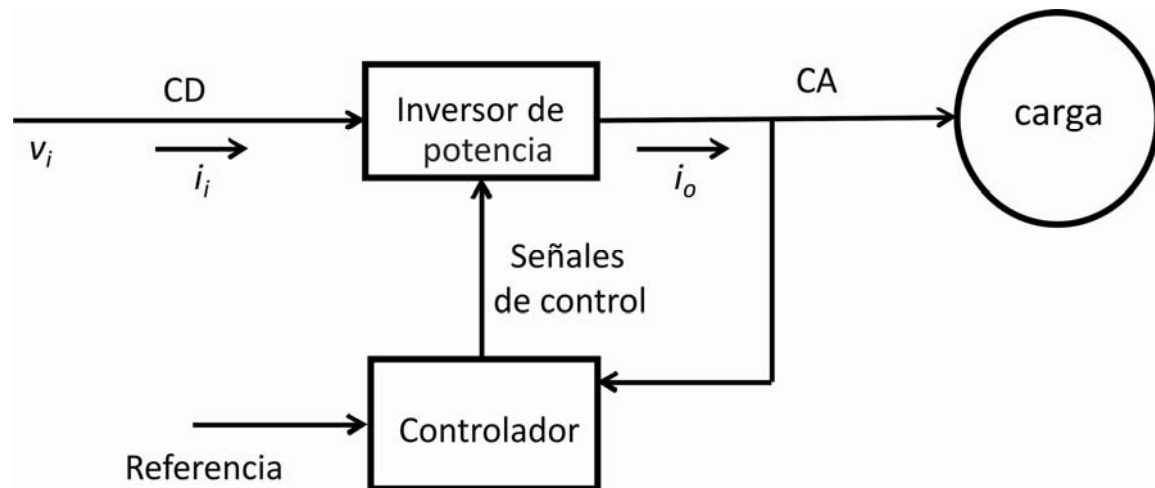 CD
v_i
i_i
Inversor de
potencia
i_o
CA
carga
Señales
de control
Controlador
Referencia